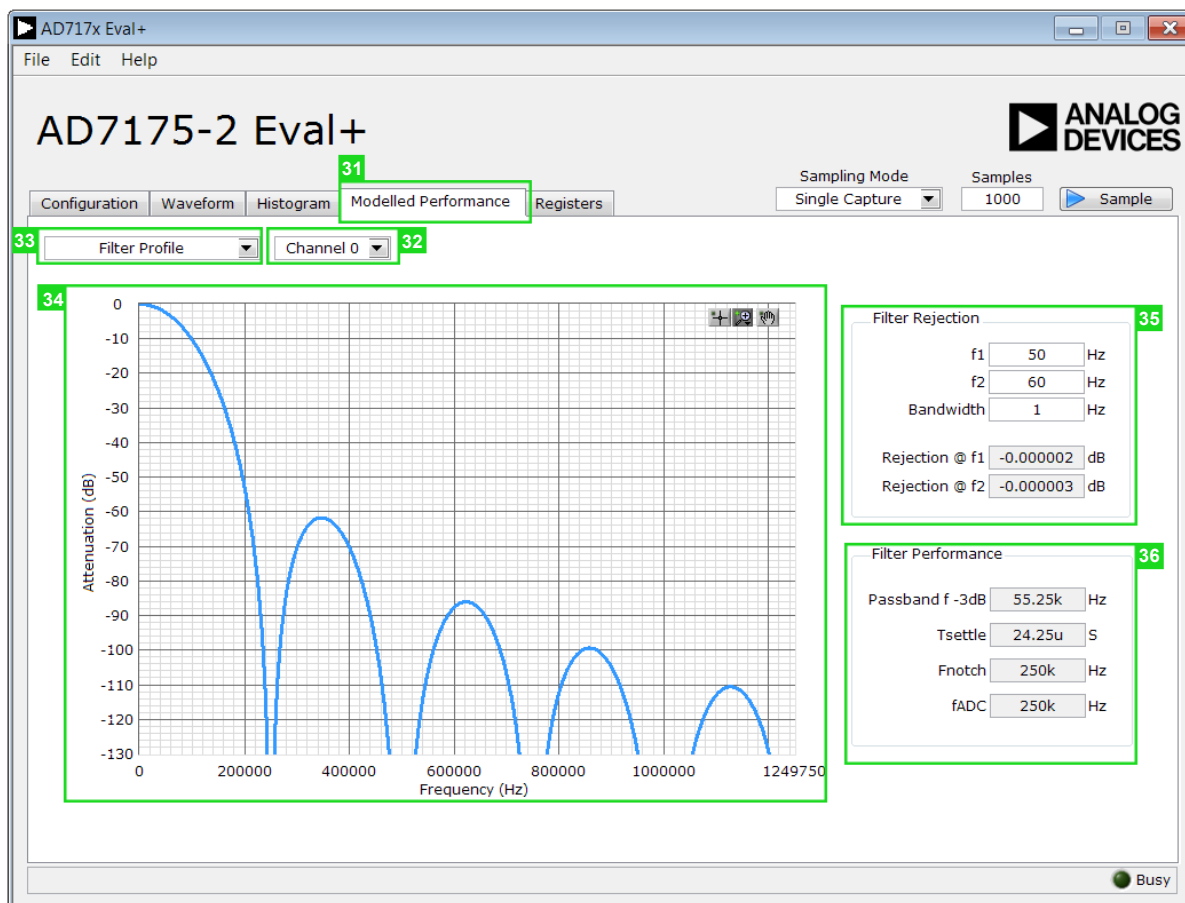 AD717x Eval+
File Edit Help
AD7175-2 Eval+
ANALOG
DEVICES
31
Sampling Mode Samples
Configuration Waveform Histogram Modelled Performance Registers
Single Capture 1000 Sample
33 Filter Profile Channel 0 32
34
Attenuation (dB)
0
-10
-20
-30
-40
-50
-60
-70
-80
-90
-100
-110
-120
-130
0 200000 400000 600000 800000 1000000 1249750
Frequency (Hz)
35
Filter Rejection
f1 50 Hz
f2 60 Hz
Bandwidth 1 Hz
Rejection @ f1 -0.000002 dB
Rejection @ f2 -0.000003 dB
36
Filter Performance
Passband f -3dB 55.25k Hz
Tsettle 24.25u S
Fnotch 250k Hz
fADC 250k Hz
Busy